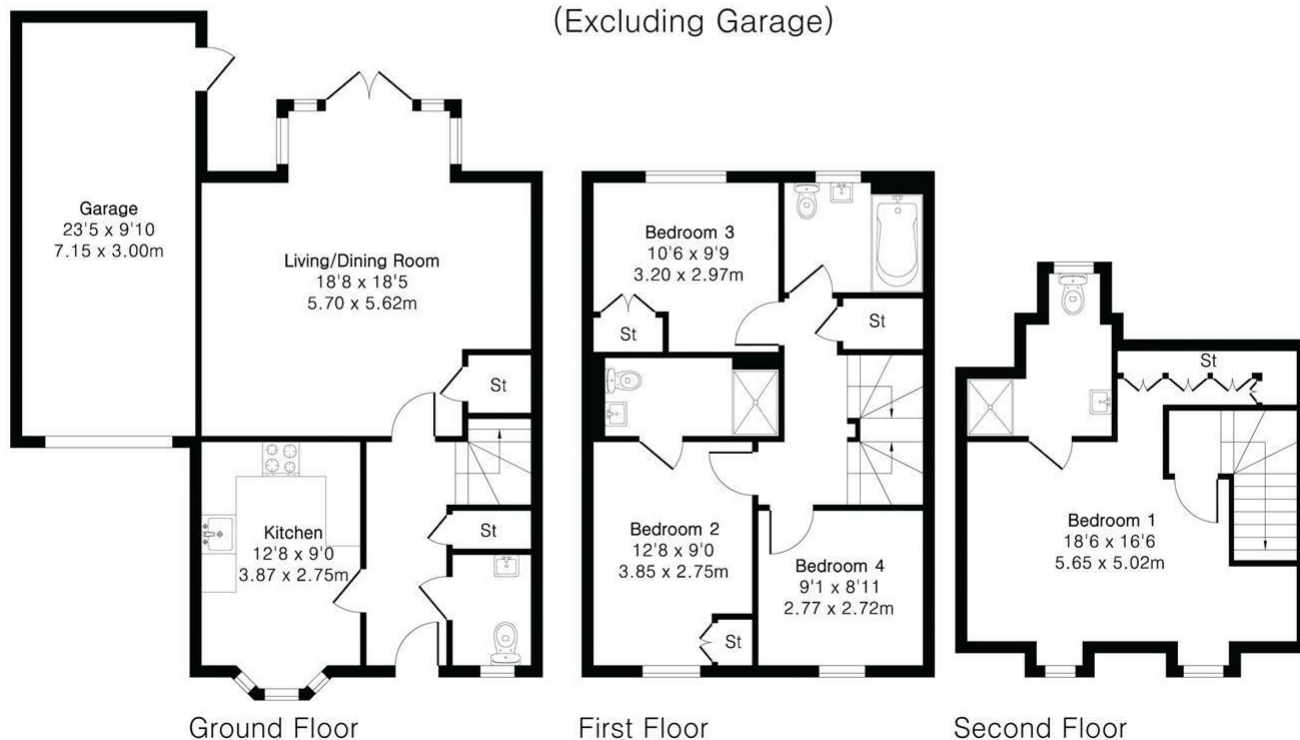 (Excluding Garage)
Garage
23'5 x 9'10
7.15 x 3.00m
Living/Dining Room
18'8 x 18'5
5.70 x 5.62m
St
Kitchen
12'8 x 9'0
3.87 x 2.75m
St
Ground Floor
Bedroom 3
10'6 x 9'9
3.20 x 2.97m
St
St
Bedroom 2
12'8 x 9'0
3.85 x 2.75m
Bedroom 4
9'1 x 8'11
2.77 x 2.72m
St
First Floor
St
Bedroom 1
18'6 x 16'6
5.65 x 5.02m
Second Floor